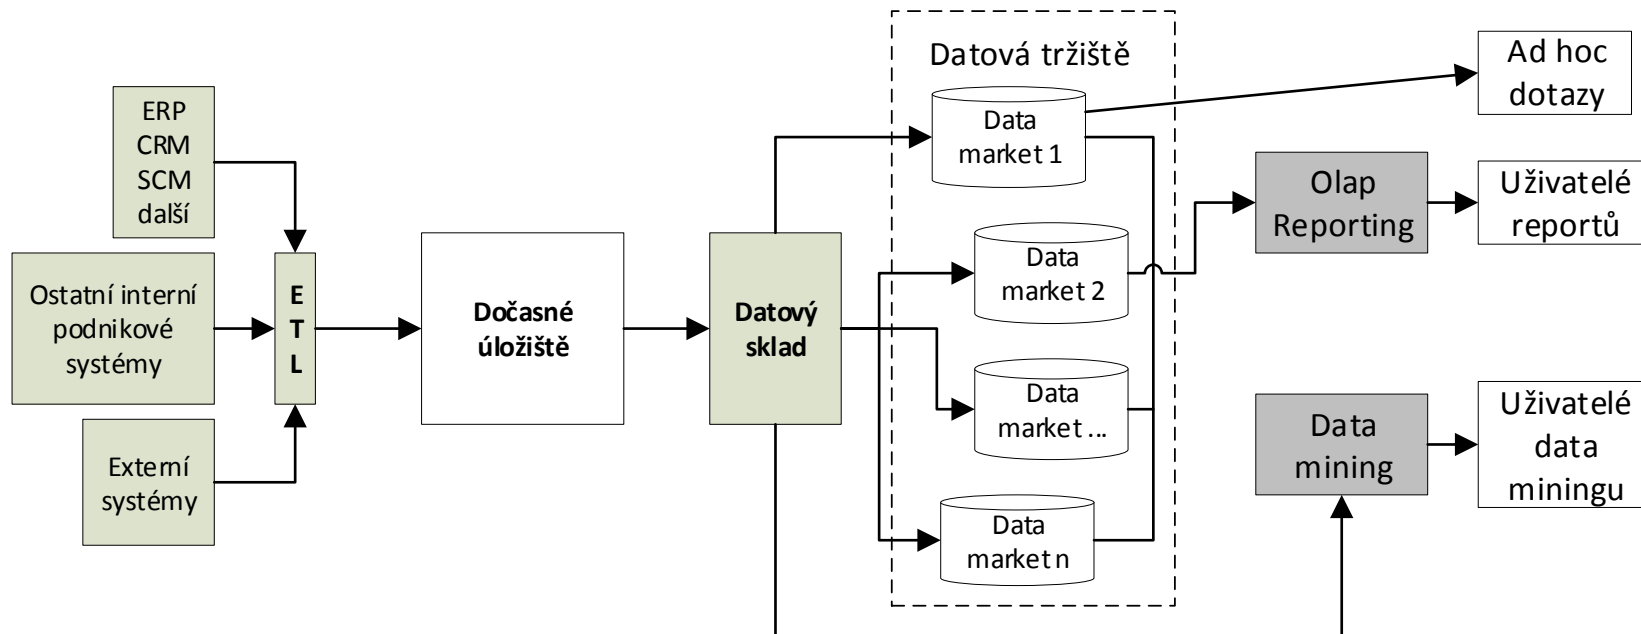 ERP
CRM
SCM
další
Ostatní interní
podnikové
systémy
Externí
systémy
E
T
L
Dočasné
úložiště
Datový
sklad
Datová tržiště
Data
market 1
Data
market 2
Data
market ...
Data
market n
Ad hoc
dotazy
Olap
Reporting
Uživatelé
reportů
Data
mining
Uživatelé
data
miningu